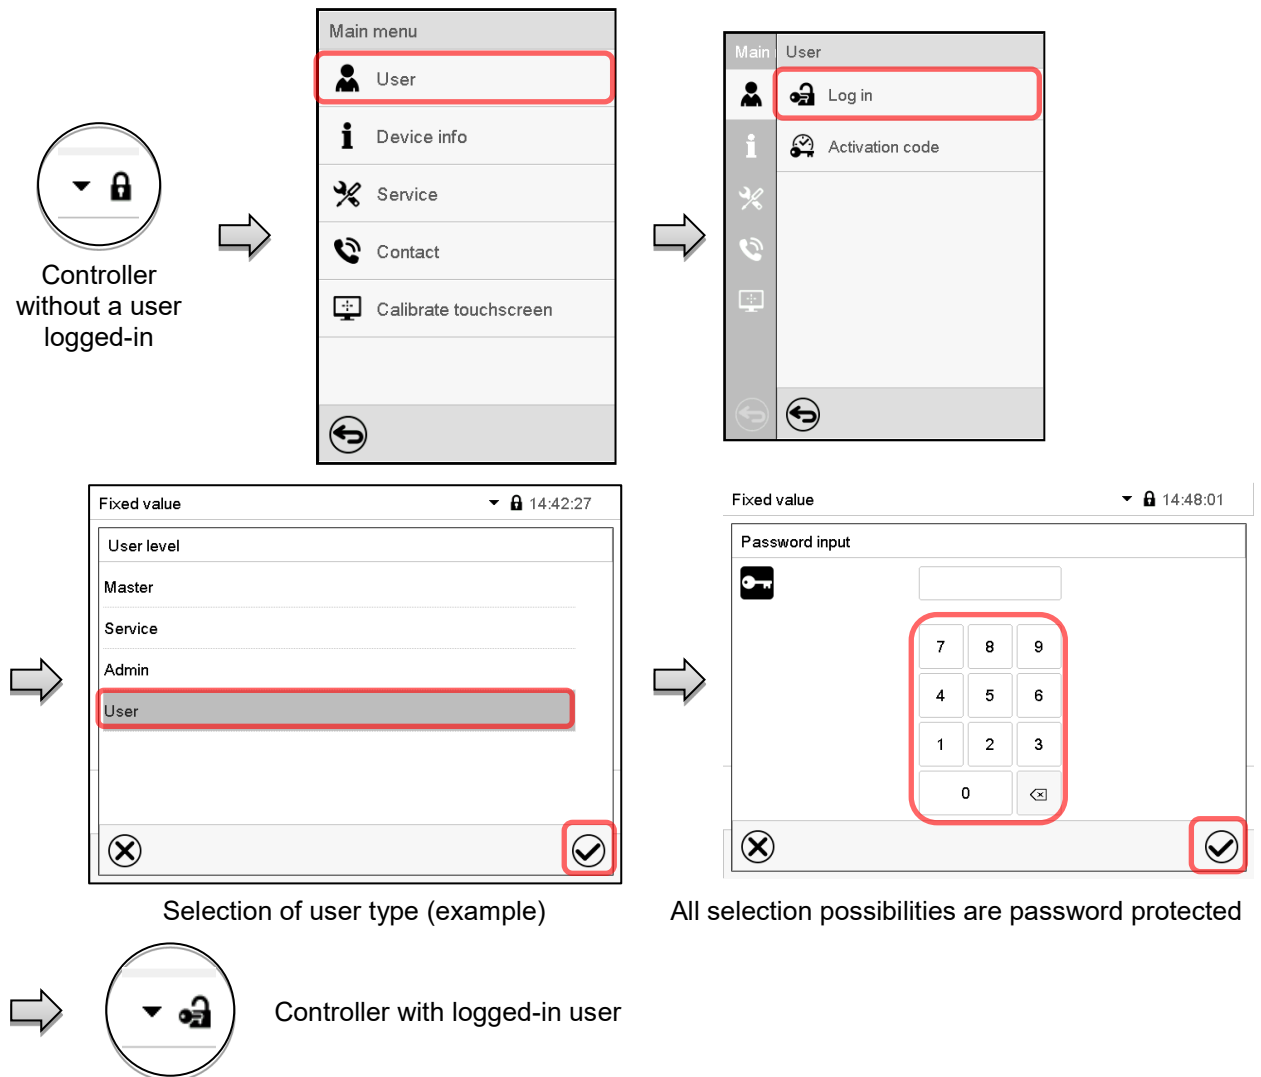 Main menu
User
Device info
Service
Contact
Calibrate touchscreen
Controller
without a user
logged-in
Main
User
Log in
Activation code
Fixed value
14:42:27
User level
Master
Service
Admin
User
Selection of user type (example)
Fixed value
14:48:01
Password input
7 8 9
4 5 6
1 2 3
0
All selection possibilities are password protected
Controller with logged-in user